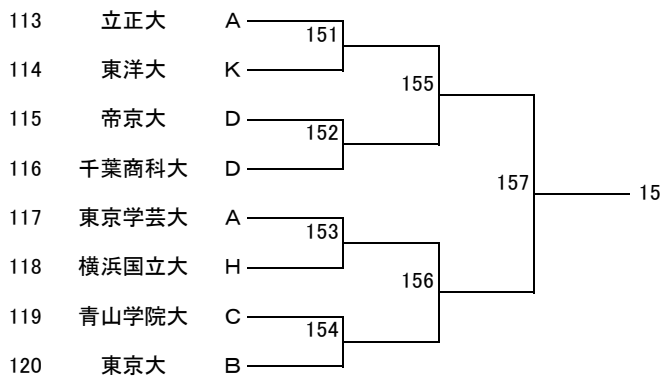 113 立正大 A
151
114 東洋大 K
155
115 帝京大 D
152
116 千葉商科大 D
157 15
117 東京学芸大 A
153
118 横浜国立大 H
156
119 青山学院大 C
154
120 東京大 B